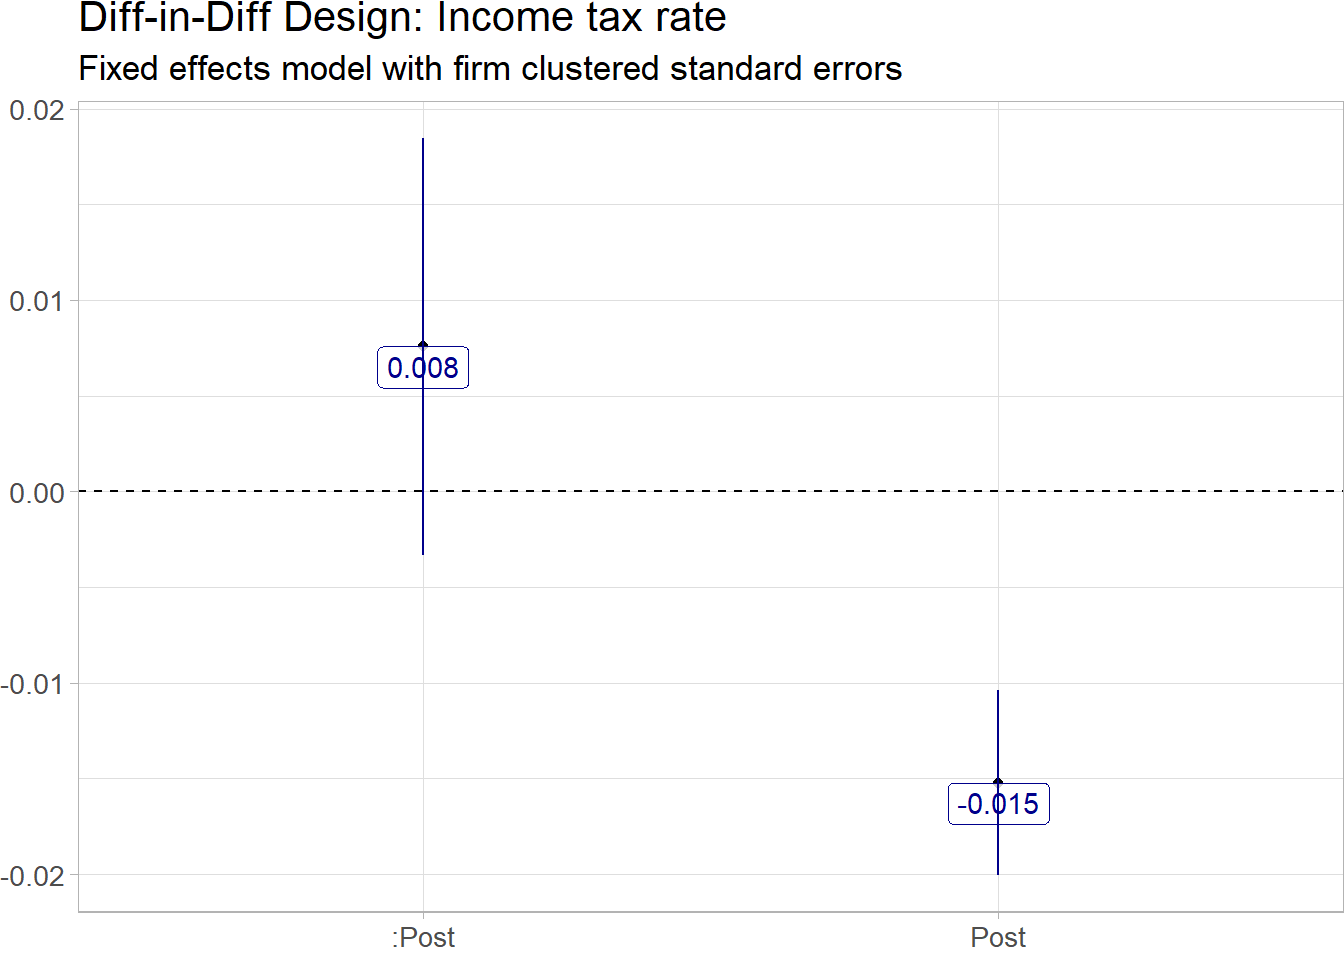 Diff-in-Diff Design: Income tax rate
Fixed effects model with firm clustered standard errors
0.02
0.01
0.008
0.00
-0.01
-0.015
-0.02
:Post Post